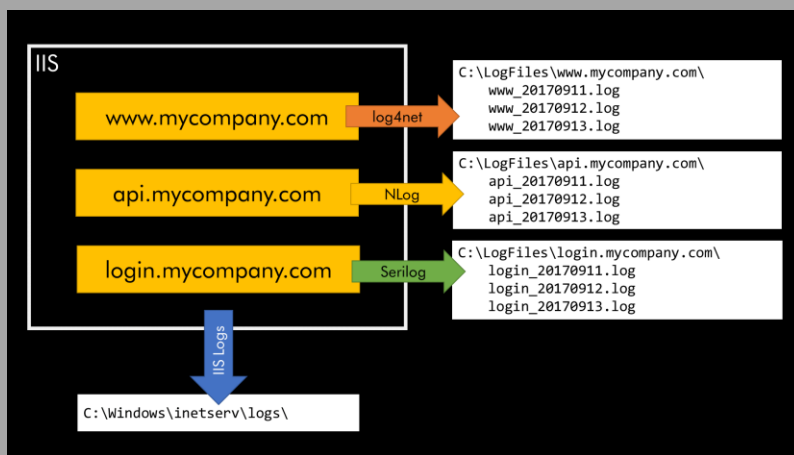 IIS
www.mycompany.com
log4net
C:\LogFiles\www.mycompany.com\
www_20170911.log
www_20170912.log
www_20170913.log
api.mycompany.com
NLog
C:\LogFiles\api.mycompany.com\
api_20170911.log
api_20170912.log
api_20170913.log
login.mycompany.com
Serilog
C:\LogFiles\login.mycompany.com\
login_20170911.log
login_20170912.log
login_20170913.log
IIS Logs
C:\Windows\inetserv\logs\